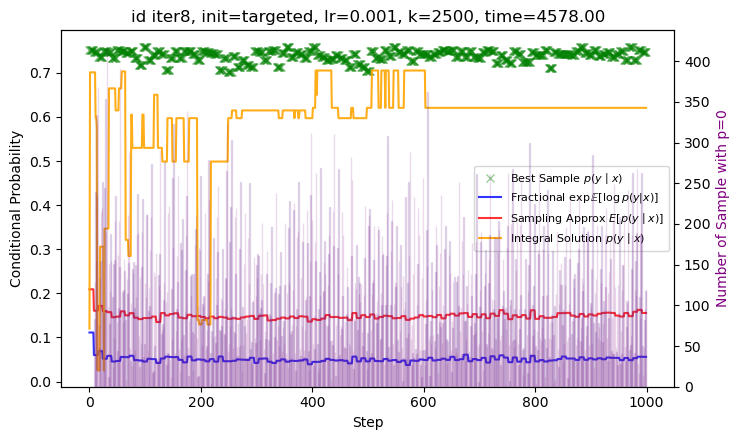 id iter8, init=targeted, lr=0.001, k=2500, time=4578.00
Conditional Probability
0.7
0.6
0.5
0.4
0.3
0.2
0.1
0.0
400
350
300
250
200
150
100
50
0
Number of Sample with p=0
Best Sample p(y | x)
Fractional exp𝔼[log p(y|x)]
Sampling Approx E[p(y | x)]
Integral Solution p(y | x)
0 200 400 600 800 1000
Step